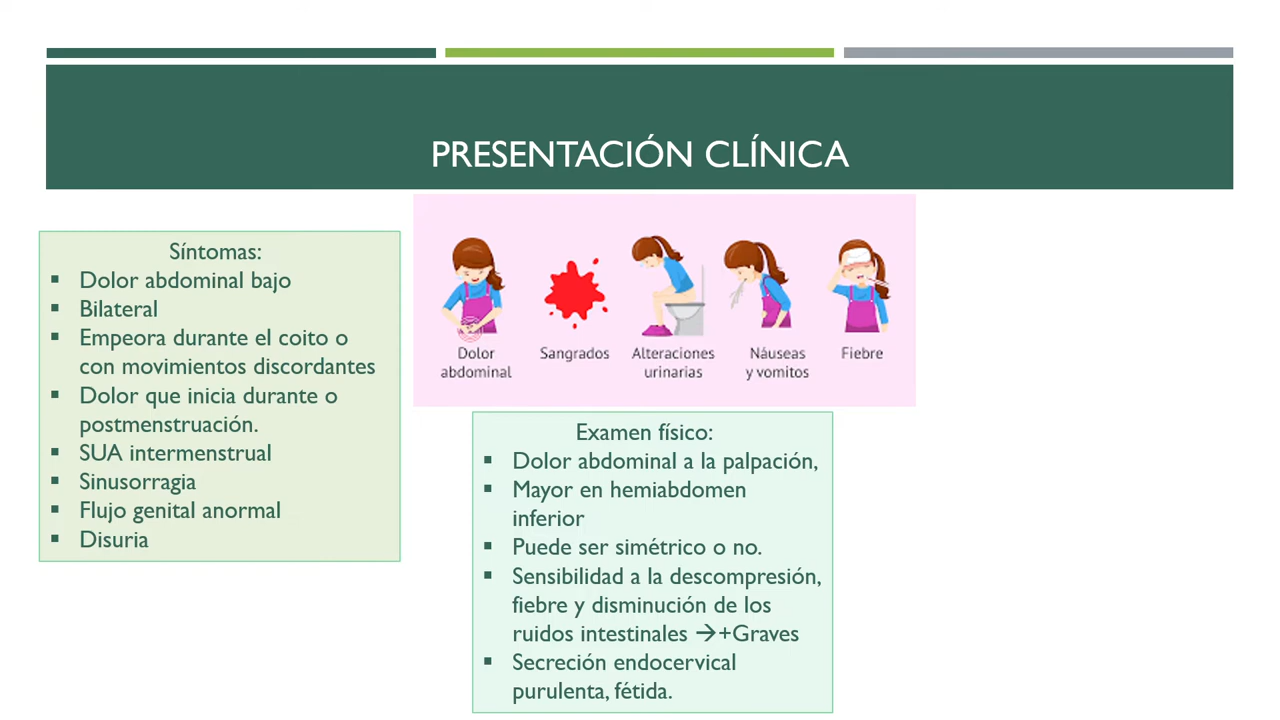 PRESENTACIÓN CLÍNICA
Síntomas:
▪ Dolor abdominal bajo
▪ Bilateral
▪ Empeora durante el coito o
con movimientos discordantes
▪ Dolor que inicia durante o
postmenstruación.
▪ SUA intermenstrual
▪ Sinusorragia
▪ Flujo genital anormal
▪ Disuria
Dolor
abdominal
Sangrados
Alteraciones
urinarias
Náuseas
y vomitos
Fiebre
Examen físico:
▪ Dolor abdominal a la palpación,
▪ Mayor en hemiabdomen
inferior
▪ Puede ser simétrico o no.
▪ Sensibilidad a la descompresión,
fiebre y disminución de los
ruidos intestinales →+Graves
▪ Secreción endocervical
purulenta, fétida.